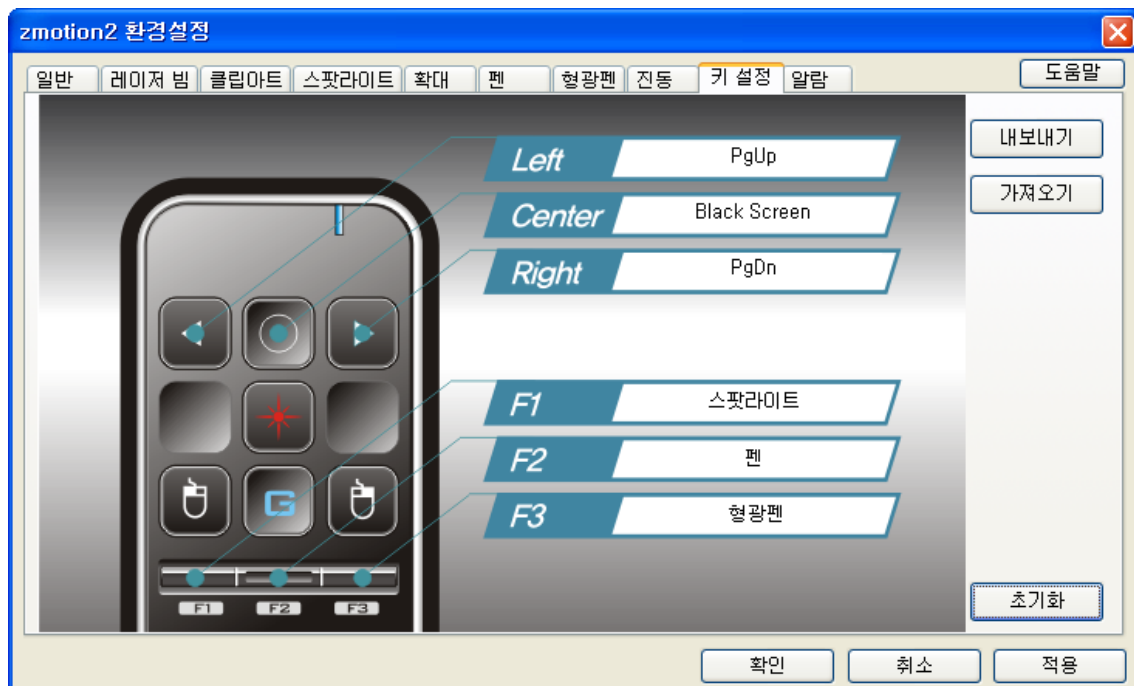 zmotion2 환경설정
일반 레이저 빔 클립아트 스팟라이트 확대 펜 형광펜 진동 키 설정 알람 도움말
Left PgUp
내보내기
Center Black Screen
가져오기
Right PgDn
F1 스팟라이트
F2 펜
F3 형광펜
G
F1 F2 F3
초기화
확인 취소 적용